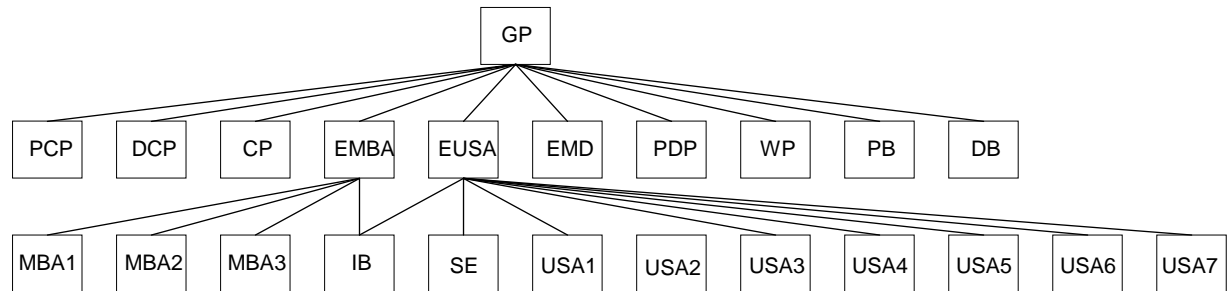 GP
PCP DCP CP EMBA EUSA EMD PDP WP PB DB
MBA1 MBA2 MBA3 IB SE USA1 USA2 USA3 USA4 USA5 USA6 USA7